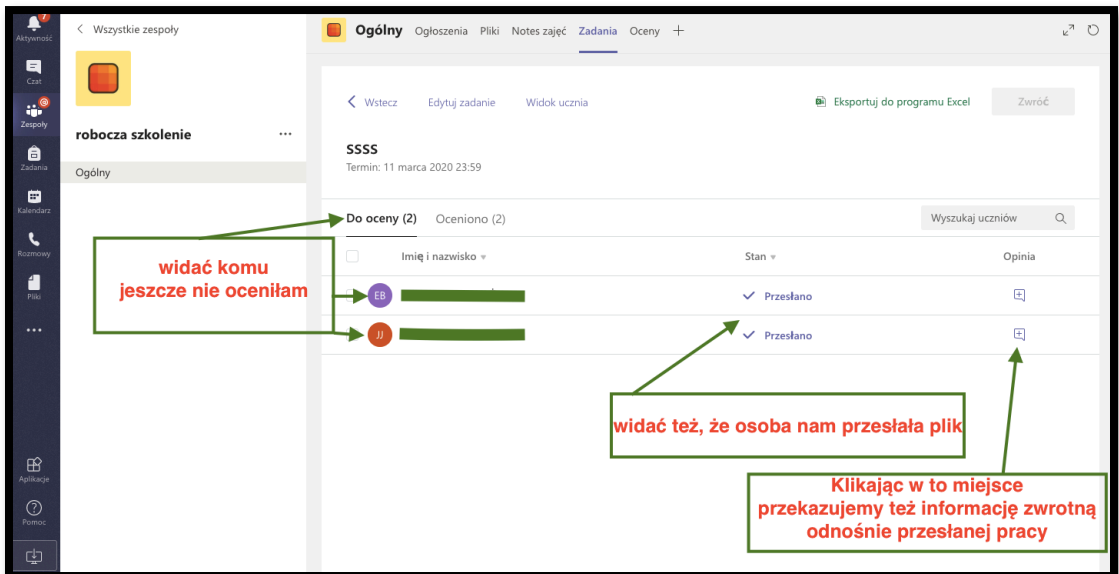 7
Aktywność
Czat
@
Zespoły
Zadania
Kalendarz
Rozmowy
Pliki
Aplikacje
Pomoc
Wszystkie zespoły
robocza szkolenie ...
Ogólny
Ogólny Ogłoszenia Pliki Notes zajęć Zadania Oceny +
Wstecz Edytuj zadanie Widok ucznia Eksportuj do programu Excel Zwróć
ssss
Termin: 11 marca 2020 23:59
Do oceny (2) Oceniono (2) Wyszukaj uczniów
Imię i nazwisko Stan Opinia
EB Przesłano
JJ Przesłano
widać komu
jeszcze nie oceniłam
widać też, że osoba nam przesłała plik
Klikając w to miejsce
przekazujemy też informację zwrotną
odnośnie przesłanej pracy